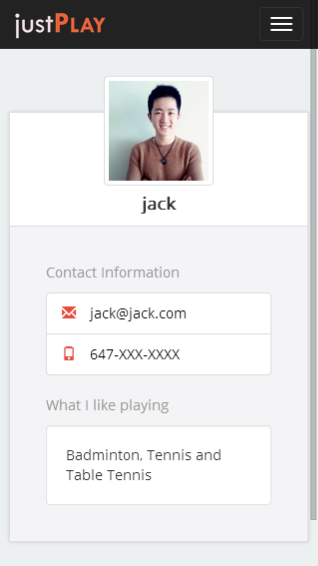 justPLAY
jack
Contact Information
jack@jack.com
647-XXX-XXXX
What I like playing
Badminton, Tennis and
Table Tennis